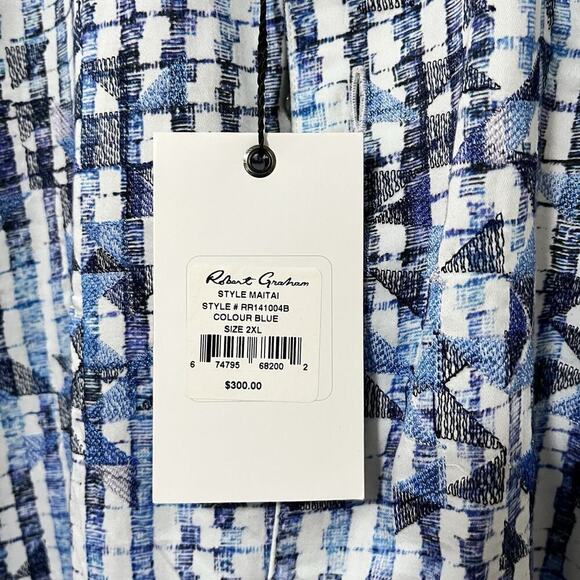 Robert Graham
STYLE MAITAI
STYLE # RR141004B
COLOUR BLUE
SIZE 2XL
6 74795 68200 2
$300.00